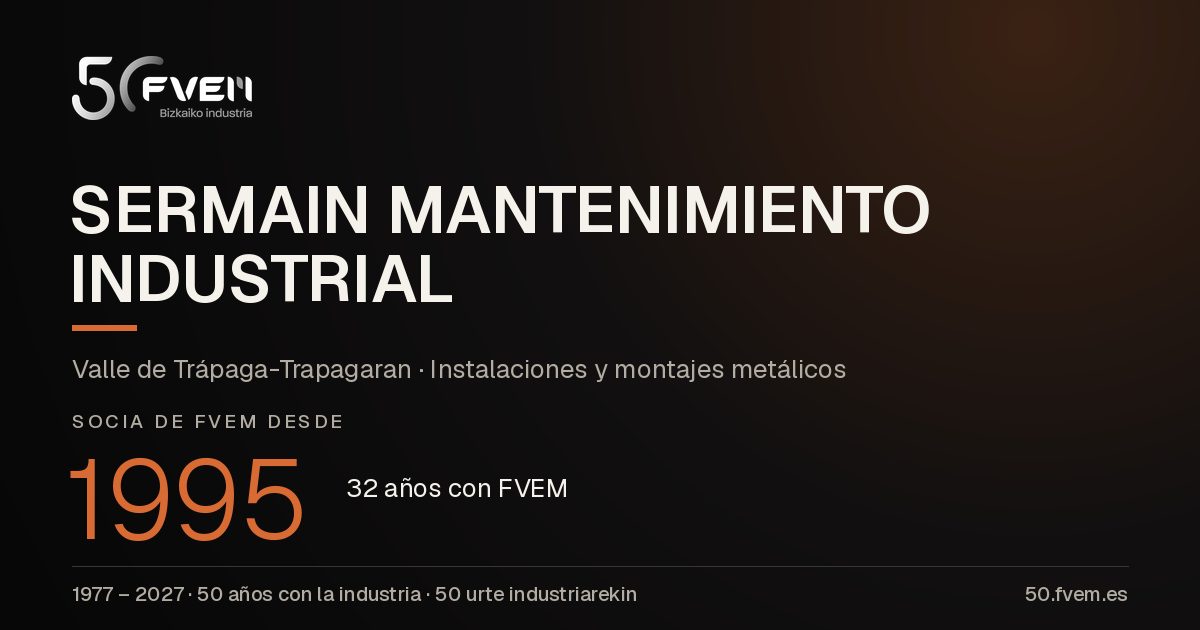 50 FVEM
Bizkaiko industria
SERMAIN MANTENIMIENTO
INDUSTRIAL
Valle de Trápaga-Trapagaran · Instalaciones y montajes metálicos
SOCIA DE FVEM DESDE
1995
32 años con FVEM
1977 – 2027 · 50 años con la industria · 50 urte industriarekin
50.fvem.es